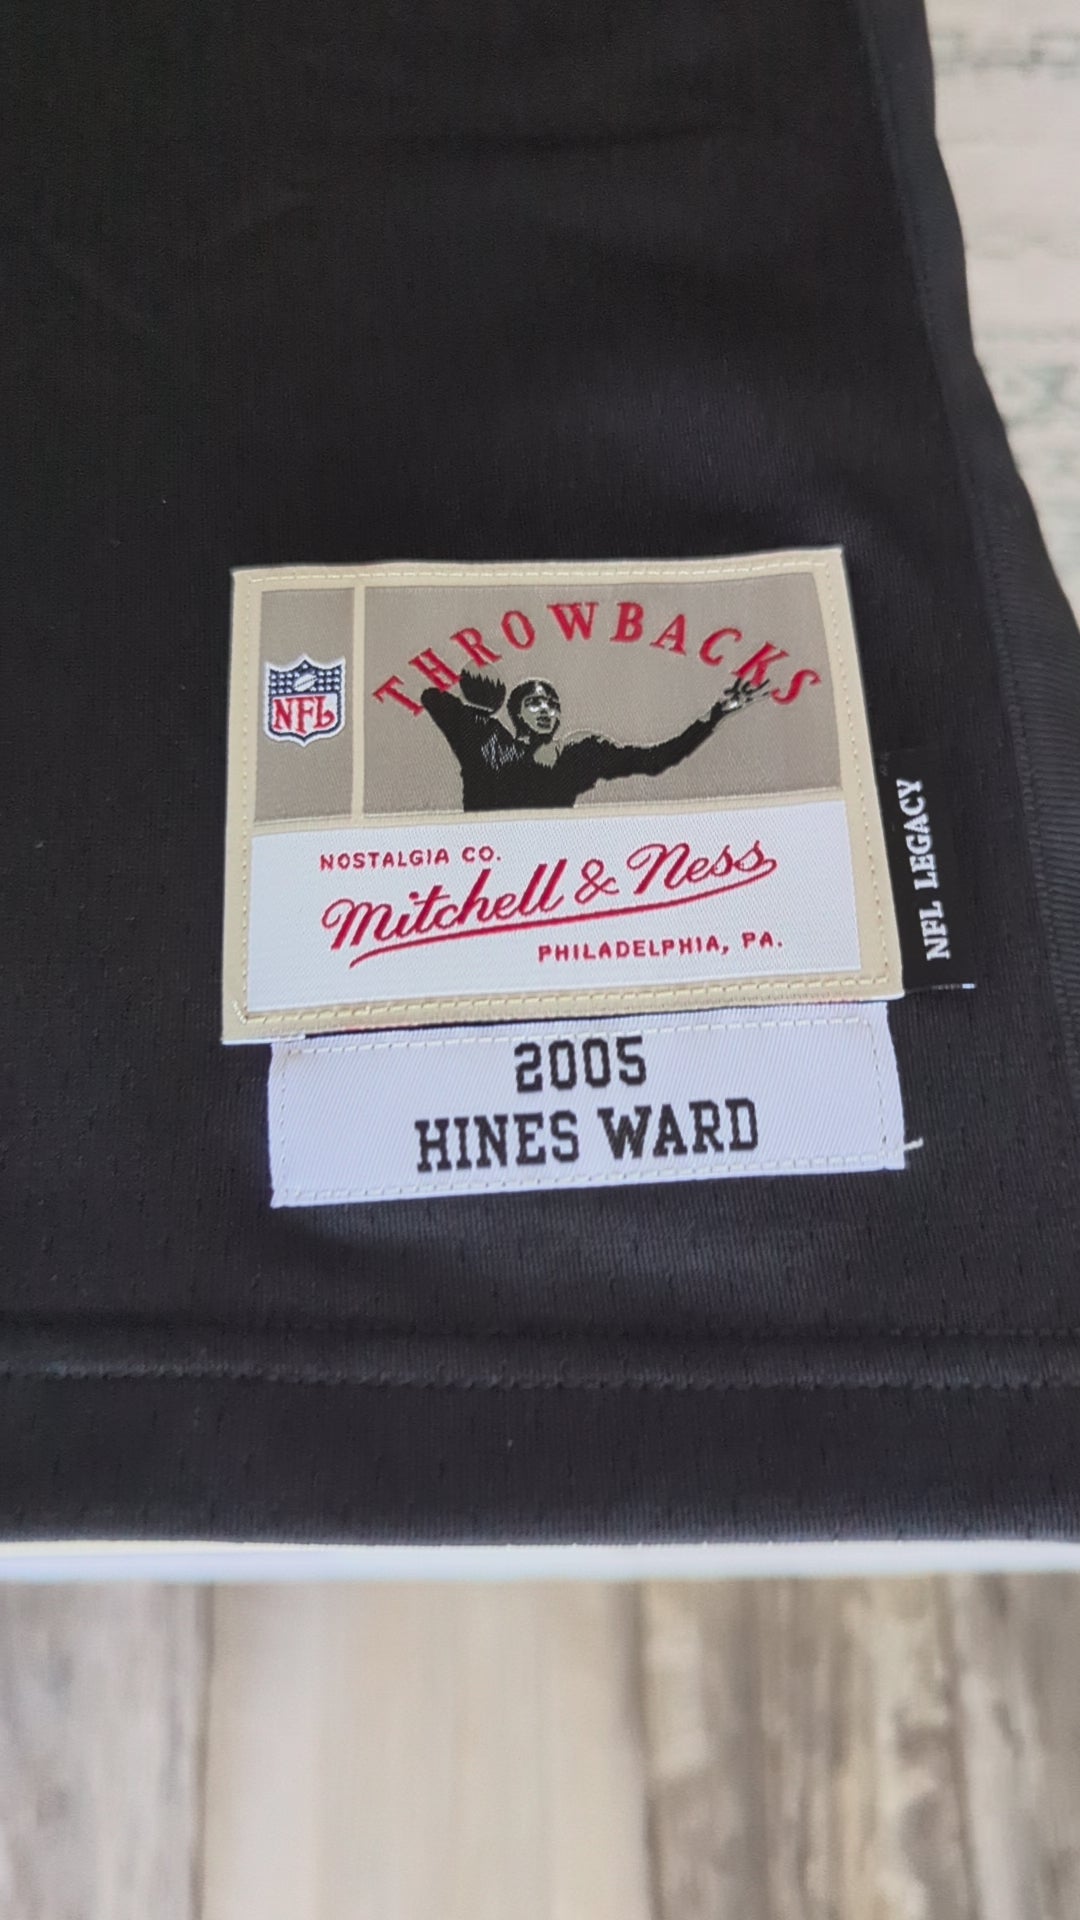 THROWBACKS
NFL
NOSTALGIA CO.
Mitchell & Ness
PHILADELPHIA, PA.
NFL LEGACY
2005
HINES WARD